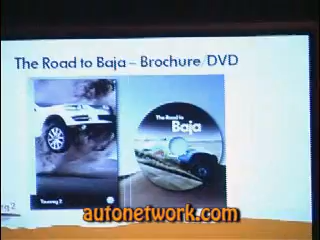 The Road to Baja – Brochure/DVD
The Road to
Baja
Touareg 2
autonetwork.com